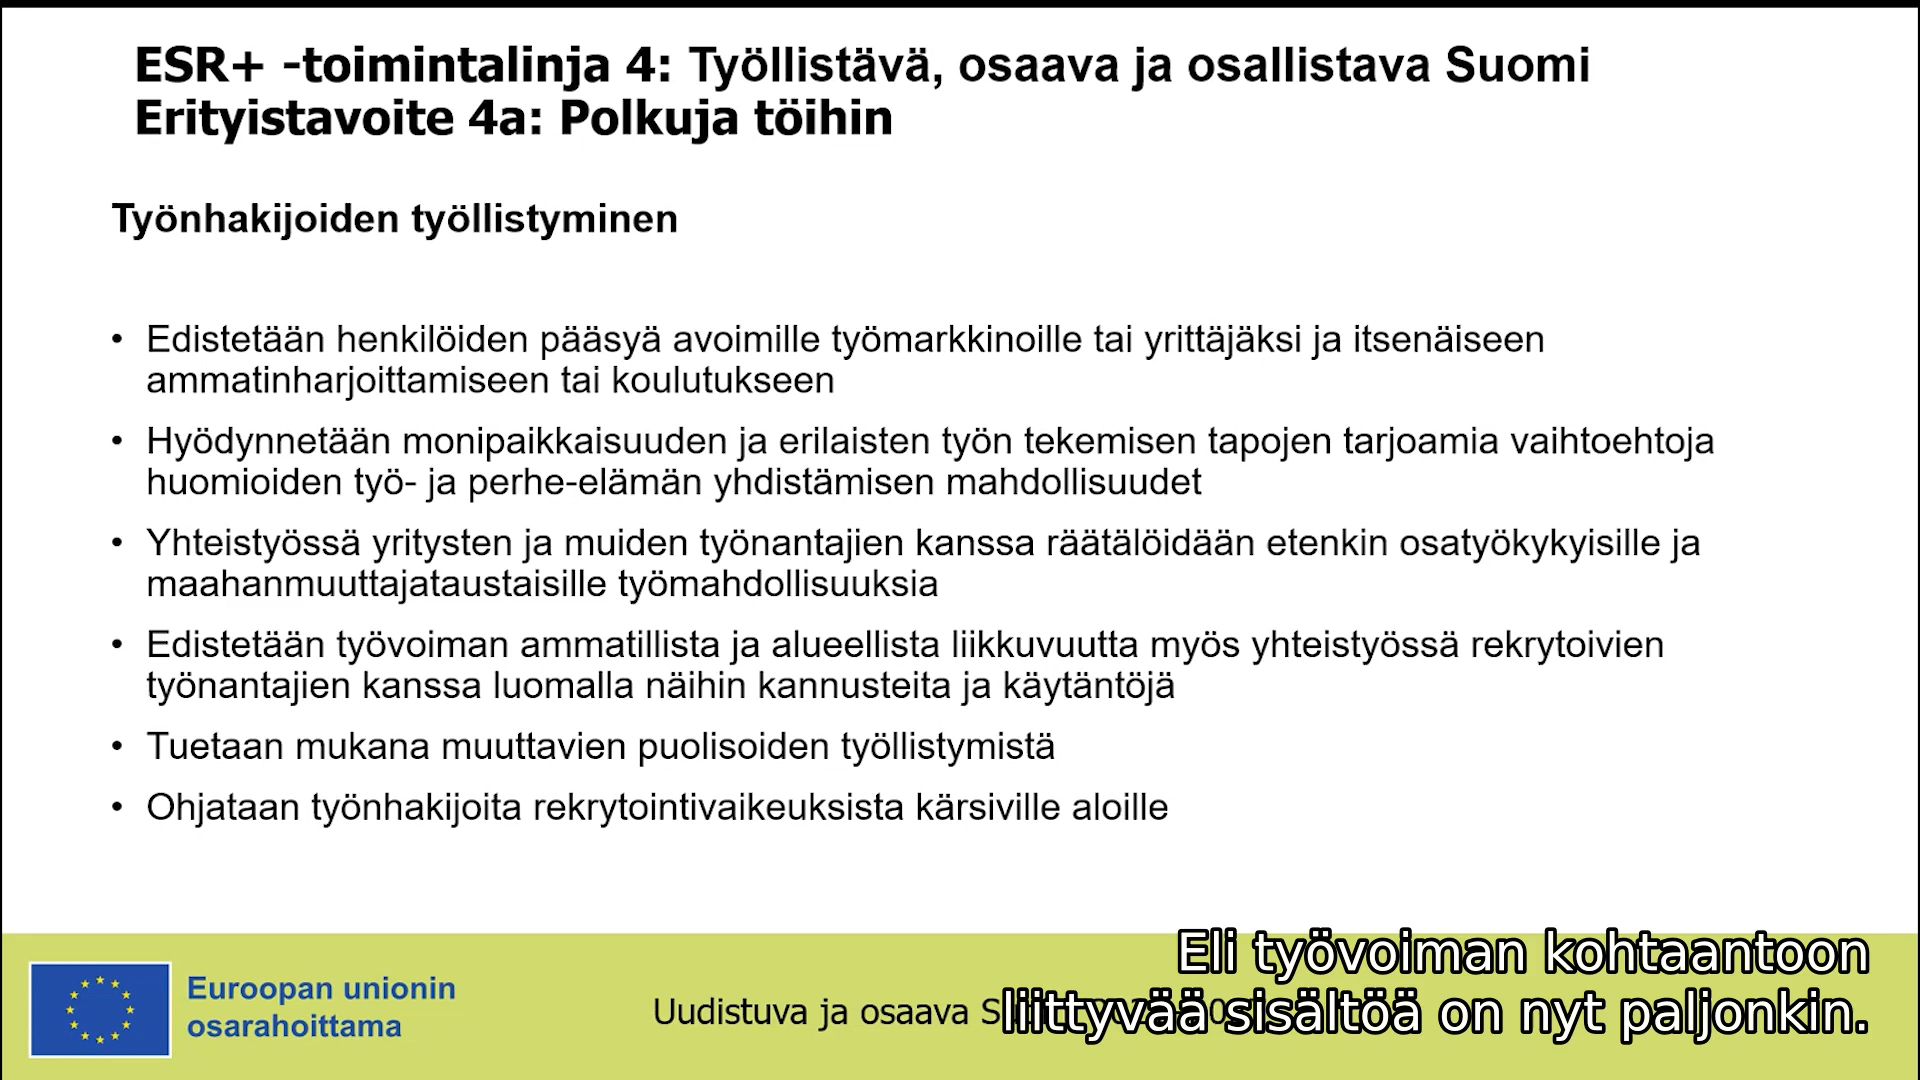 ESR+ -toimintalinja 4: Työllistävä, osaava ja osallistava Suomi
Erityistavoite 4a: Polkuja töihin
Työnhakijoiden työllistyminen
• Edistetään henkilöiden pääsyä avoimille työmarkkinoille tai yrittäjäksi ja itsenäiseen
ammatinharjoittamiseen tai koulutukseen
• Hyödynnetään monipaikkaisuuden ja erilaisten työn tekemisen tapojen tarjoamia vaihtoehtoja
huomioiden työ- ja perhe-elämän yhdistämisen mahdollisuudet
• Yhteistyössä yritysten ja muiden työnantajien kanssa räätälöidään etenkin osatyökykyisille ja
maahanmuuttajataustaisille työmahdollisuuksia
• Edistetään työvoiman ammatillista ja alueellista liikkuvuutta myös yhteistyössä rekrytoivien
työnantajien kanssa luomalla näihin kannusteita ja käytäntöjä
• Tuetaan mukana muuttavien puolisoiden työllistymistä
• Ohjataan työnhakijoita rekrytointivaikeuksista kärsiville aloille
Euroopan unionin
osarahoittama
Uudistuva ja osaava
Eli työvoiman kohtaantoon
liittyvää sisältöä on nyt paljonkin.